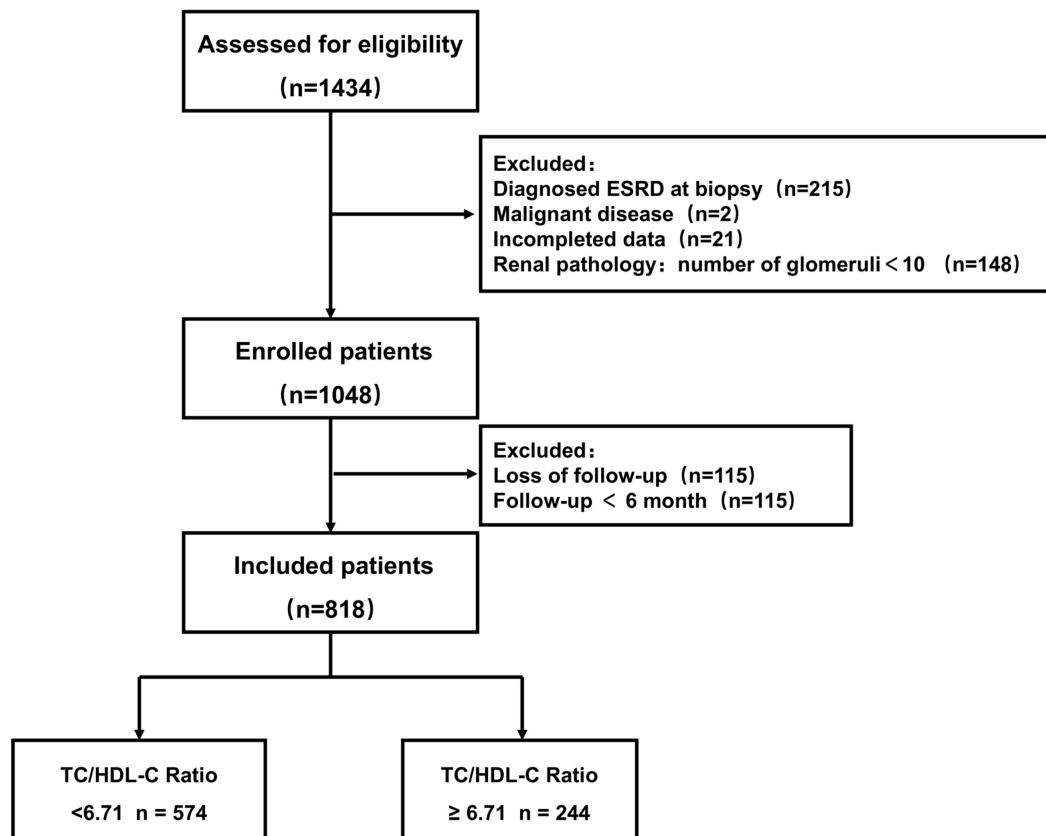 Assessed for eligibility
(n=1434)
Excluded:
Diagnosed ESRD at biopsy (n=215)
Malignant disease (n=2)
Incompleted data (n=21)
Renal pathology: number of glomeruli<10 (n=148)
Enrolled patients
(n=1048)
Excluded:
Loss of follow-up (n=115)
Follow-up < 6 month (n=115)
Included patients
(n=818)
TC/HDL-C Ratio
<6.71 n = 574
TC/HDL-C Ratio
≥ 6.71 n = 244